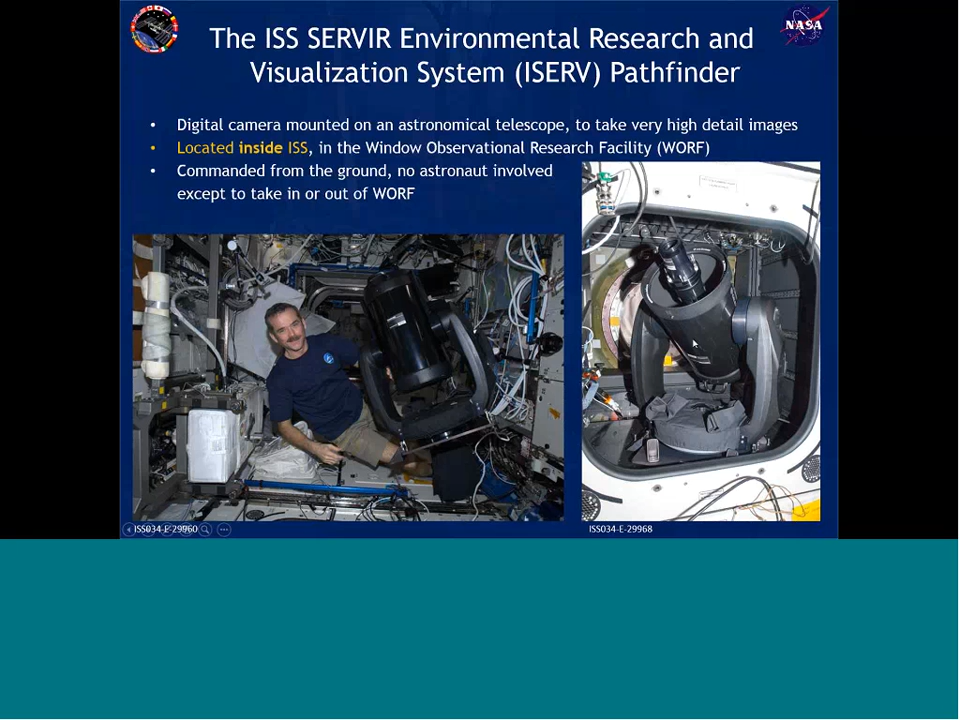 NASA
The ISS SERVIR Environmental Research and
Visualization System (ISERV) Pathfinder
• Digital camera mounted on an astronomical telescope, to take very high detail images
• Located inside ISS, in the Window Observational Research Facility (WORF)
• Commanded from the ground, no astronaut involved
except to take in or out of WORF
ISS034-E-29960
ISS034-E-29968